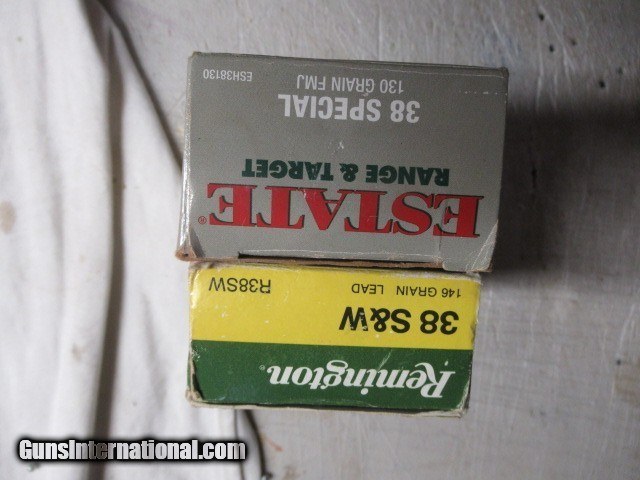 ESTATE®
RANGE & TARGET
38 SPECIAL
130 GRAIN FMJ
ESH38130
Remington
38 S&W
146 GRAIN LEAD
R38SW
GunsInternational.com